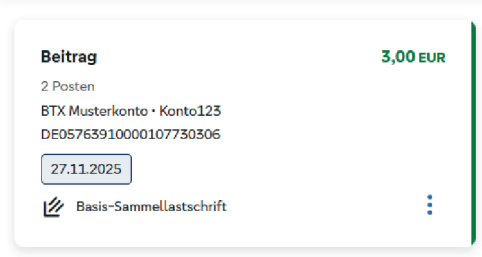 Beitrag
3,00 EUR
2 Posten
BTX Musterkonto • Konto123
DE05763910000107730306
27.11.2025
Basis-Sammellastschrift